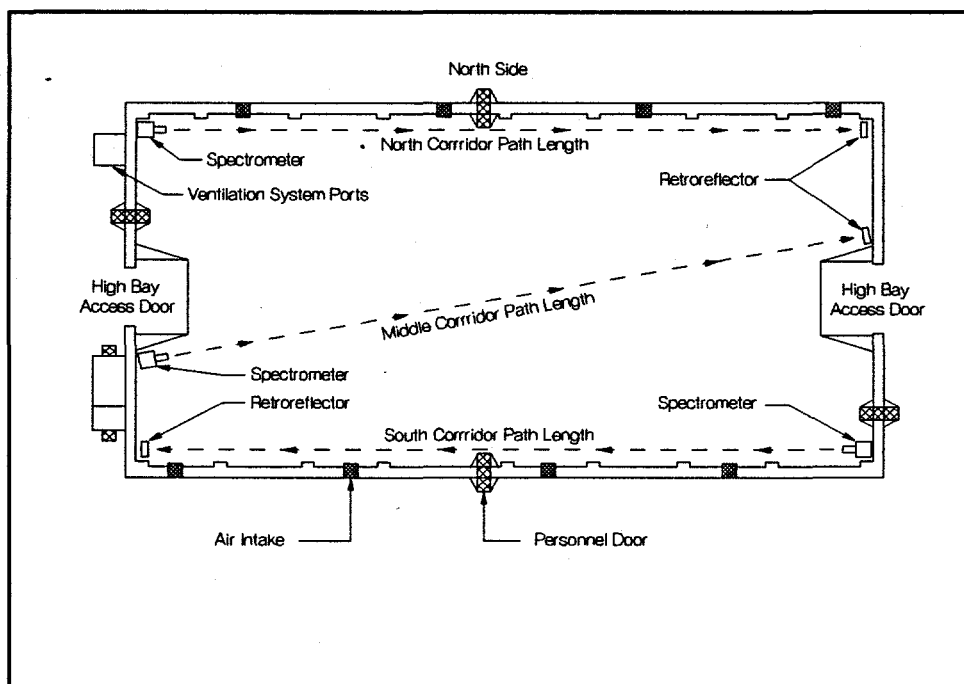 North Side
North Corrridor Path Length
Spectrometer
Retroreflector
Ventilation System Ports
High Bay
Access Door
High Bay
Access Door
Middle Corrridor Path Length
Spectrometer
Retroreflector
Spectrometer
South Corrridor Path Length
Air Intake
Personnel Door